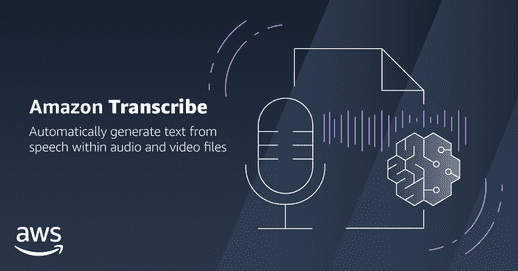 Amazon Transcribe
Automatically generate text from
speech within audio and video files
aws